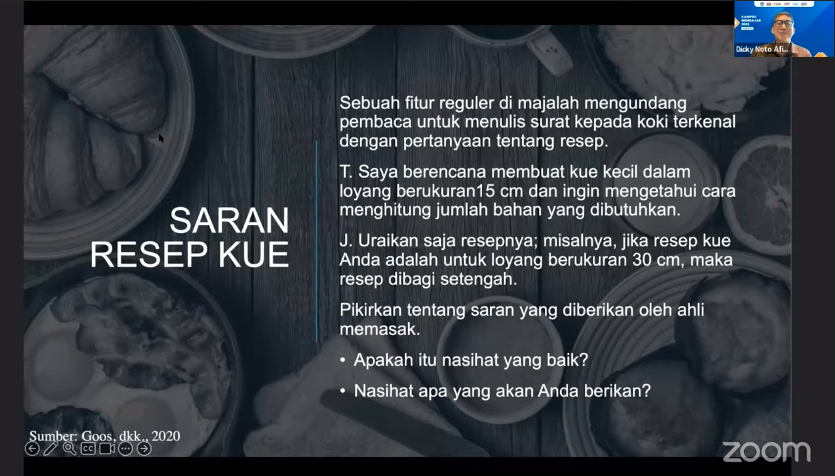 KAMPUS
MENGAJAR
Dicky Noto Afi...
SARAN
RESEP KUE
Sebuah fitur reguler di majalah mengundang
pembaca untuk menulis surat kepada koki terkenal
dengan pertanyaan tentang resep.
T. Saya berencana membuat kue kecil dalam
loyang berukuran15 cm dan ingin mengetahui cara
menghitung jumlah bahan yang dibutuhkan.
J. Uraikan saja resepnya; misalnya, jika resep kue
Anda adalah untuk loyang berukuran 30 cm, maka
resep dibagi setengah.
Pikirkan tentang saran yang diberikan oleh ahli
memasak.
• Apakah itu nasihat yang baik?
• Nasihat apa yang akan Anda berikan?
Sumber: Goos, dkk., 2020
CC
zoom